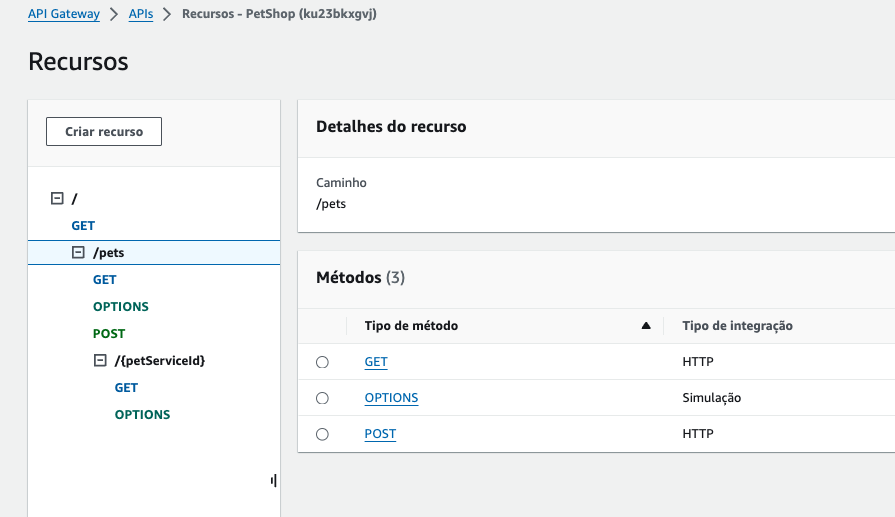 API Gateway > APIs > Recursos - PetShop (ku23bkxgvj)
Recursos
Criar recurso
/
GET
/pets
GET
OPTIONS
POST
/{petServiceId}
GET
OPTIONS
Detalhes do recurso
Caminho
/pets
Métodos (3)
Tipo de método ▲ Tipo de integração
GET HTTP
OPTIONS Simulação
POST HTTP